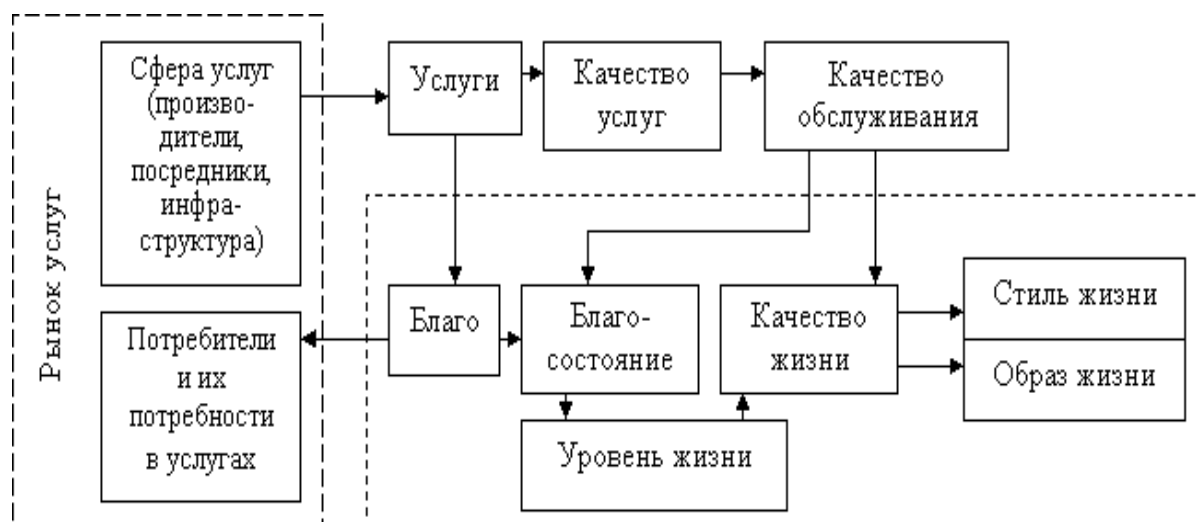 Рынок услуг
Сфера услуг
(произво-
дители,
посредники,
инфра-
структура)
Услуги
Качество
услуг
Качество
обслуживания
Потребители
и их
потребности
в услугах
Благо
Благо-
состояние
Качество
жизни
Стиль жизни
Образ жизни
Уровень жизни